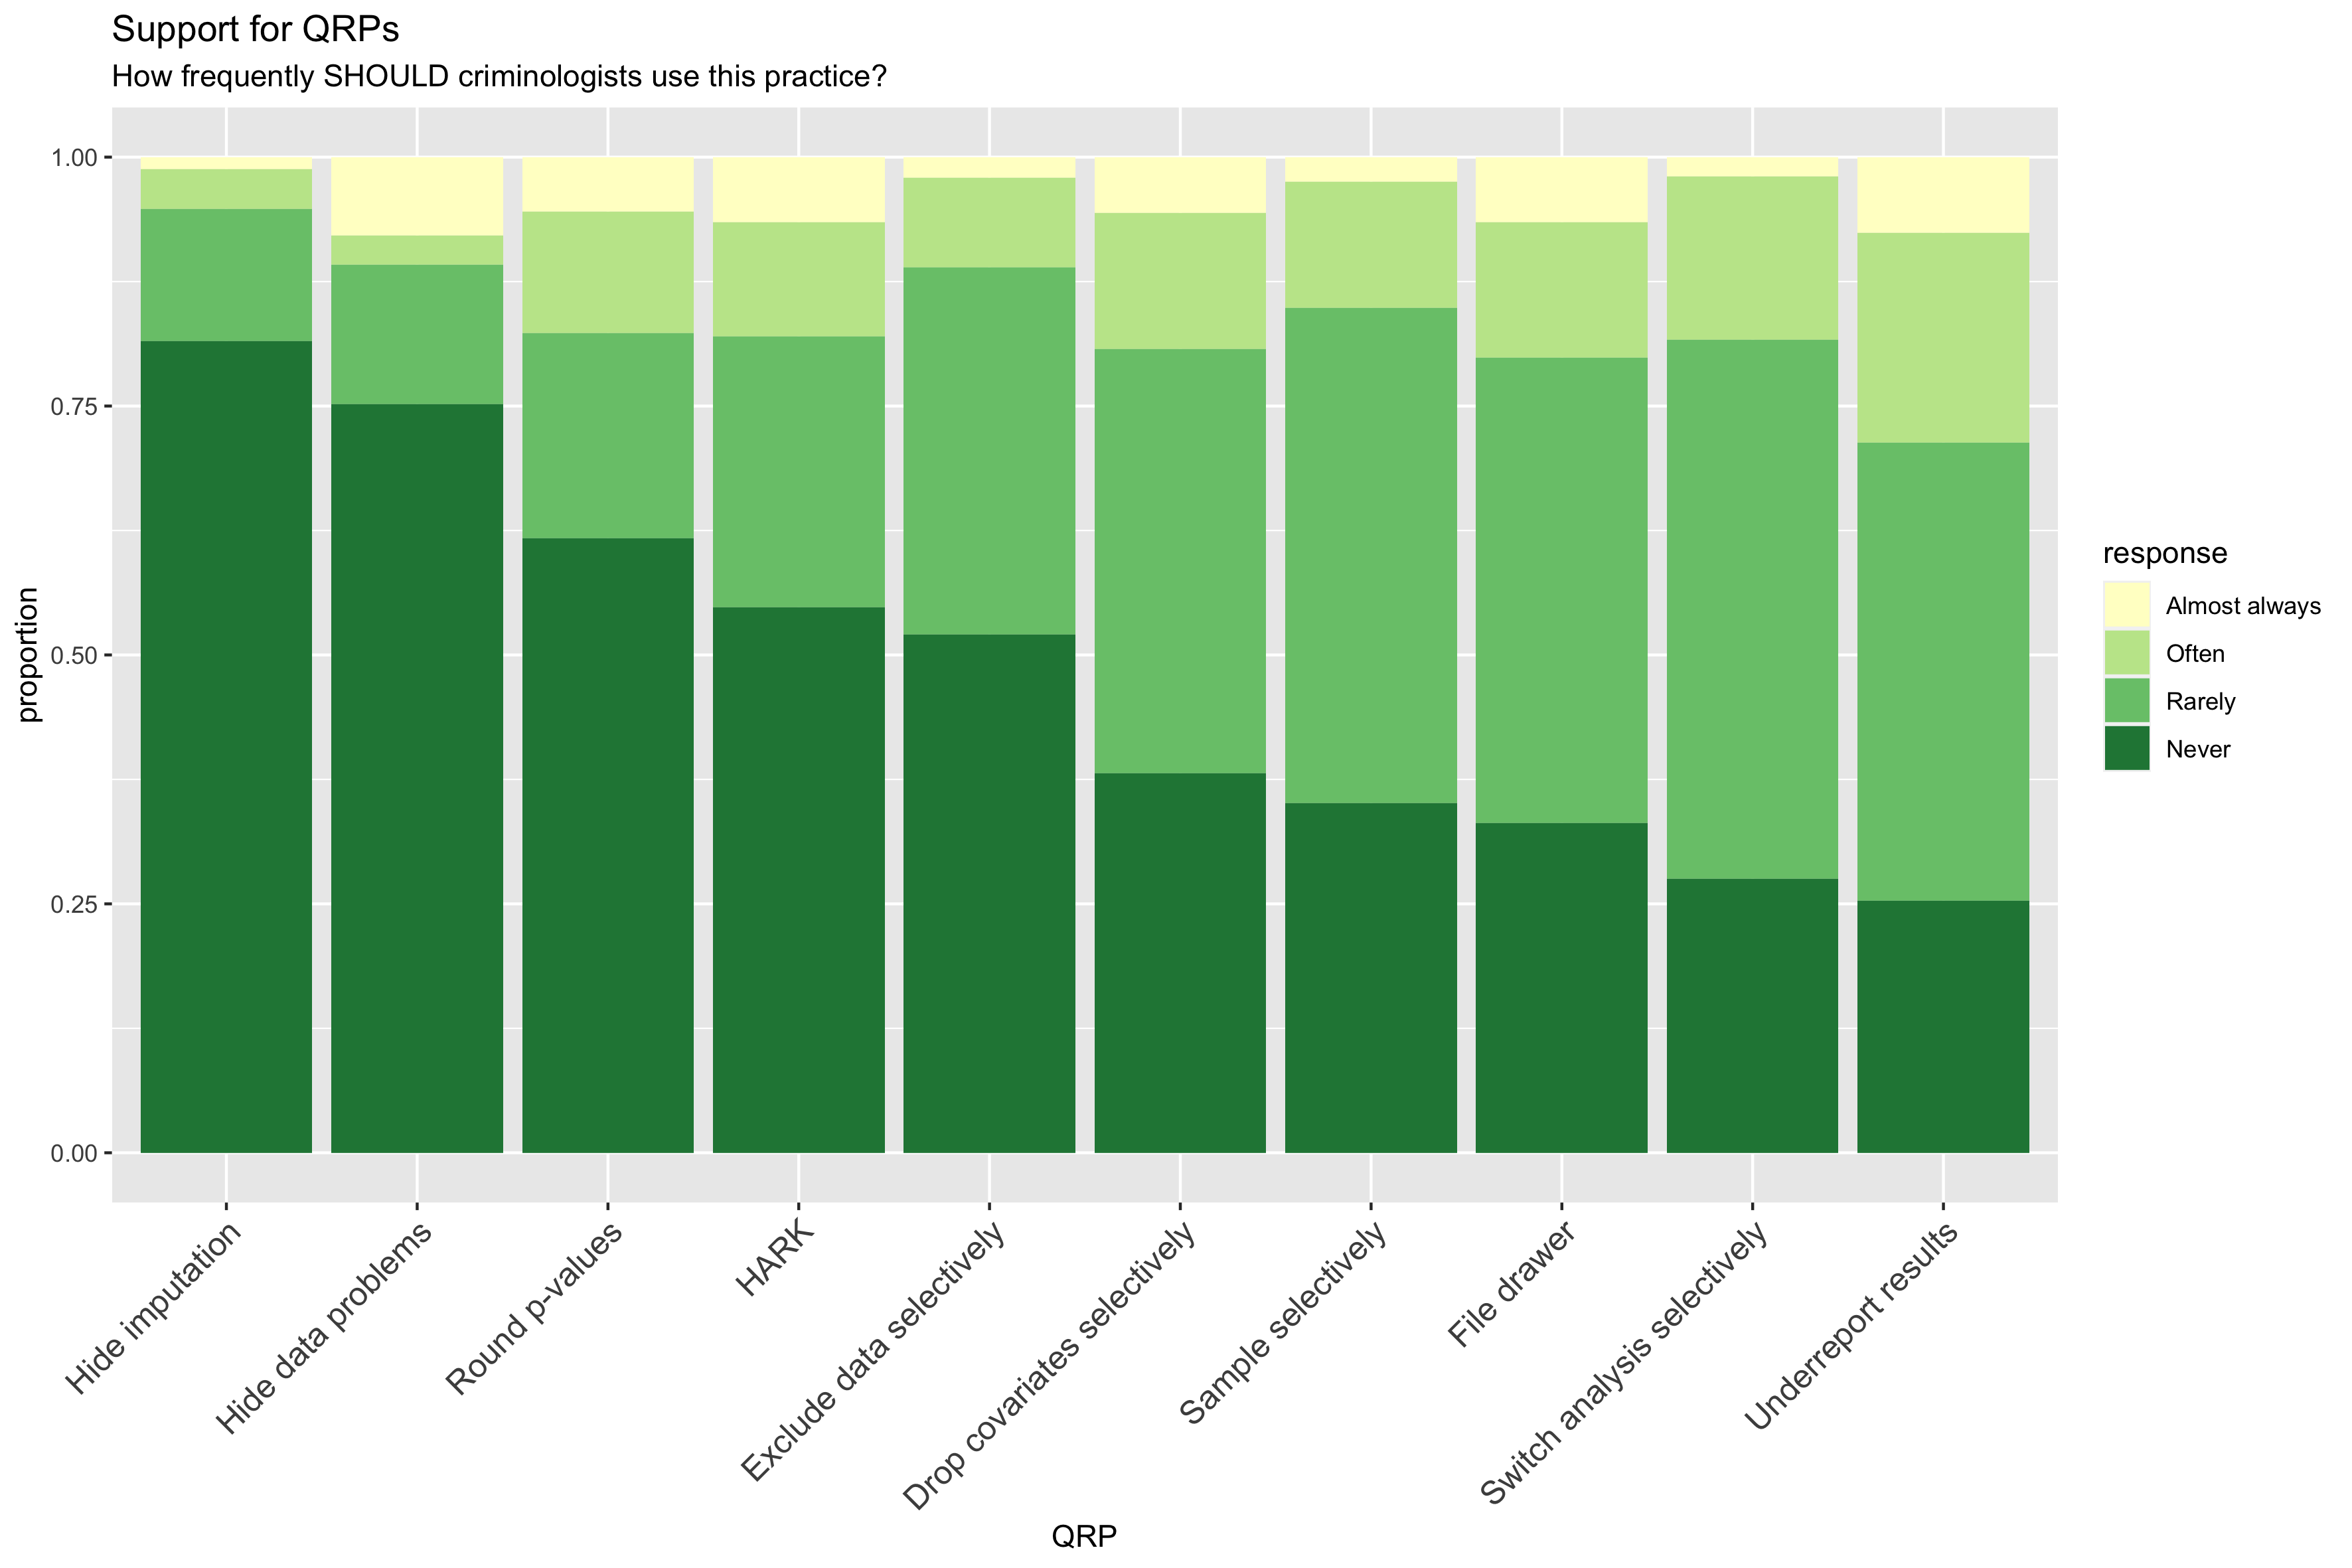 Support for QRPs
How frequently SHOULD criminologists use this practice?
1.00
0.75
0.50
0.25
0.00
proportion
Hide imputation
Hide data problems
Round p-values
HARK
Exclude data selectively
Drop covariates selectively
Sample selectively
File drawer
Switch analysis selectively
Underreport results
QRP
response
Almost always
Often
Rarely
Never